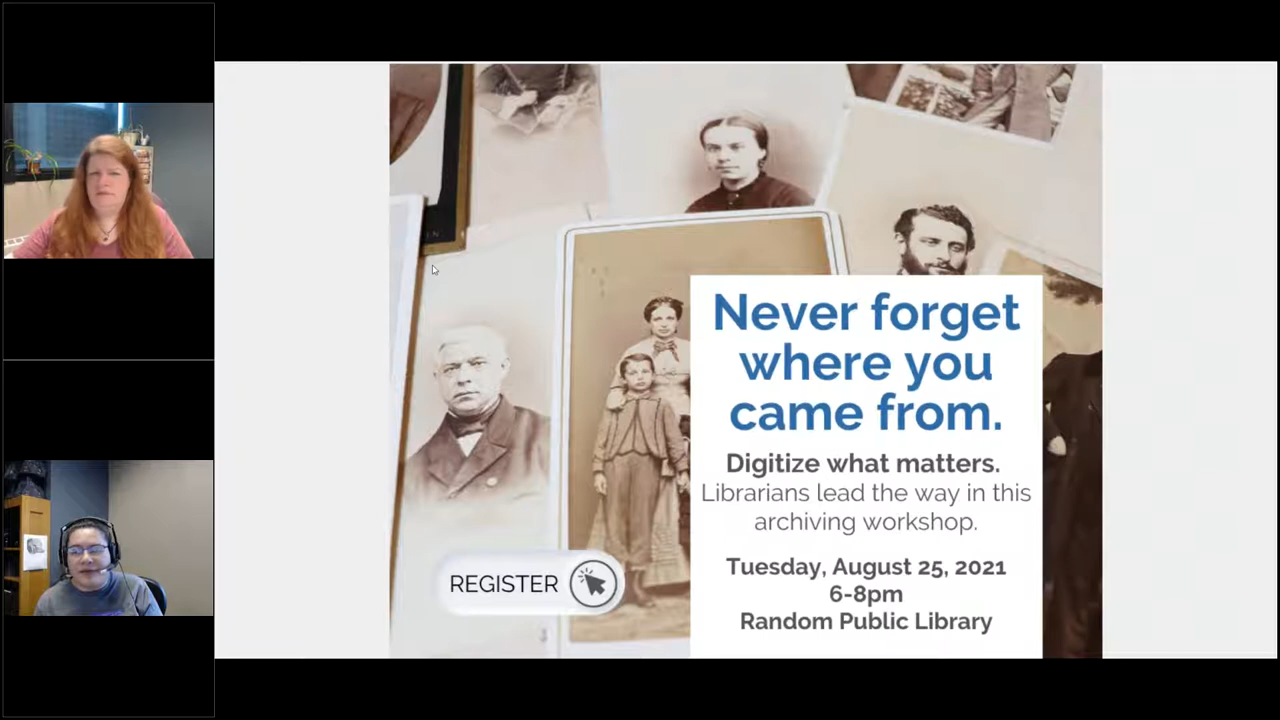 Never forget
where you
came from.
Digitize what matters.
Librarians lead the way in this
archiving workshop.
Tuesday, August 25, 2021
6-8pm
Random Public Library
REGISTER